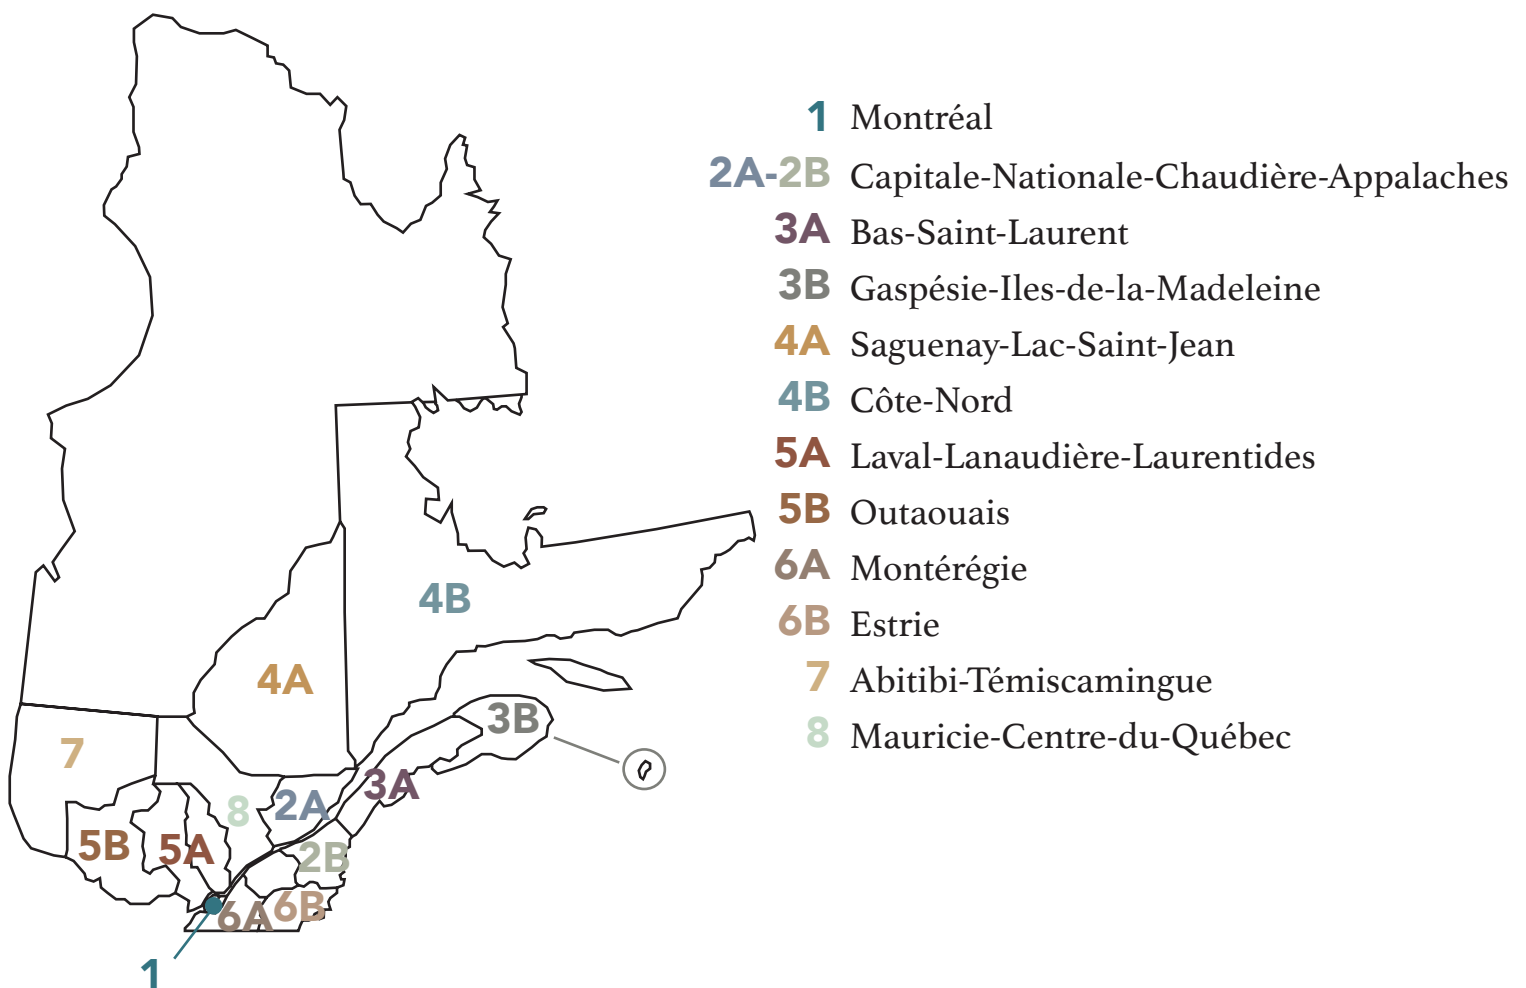 1 Montréal
2A-2B Capitale-Nationale-Chaudière-Appalaches
3A Bas-Saint-Laurent
3B Gaspésie-Iles-de-la-Madeleine
4A Saguenay-Lac-Saint-Jean
4B Côte-Nord
5A Laval-Lanaudière-Laurentides
5B Outaouais
6A Montérégie
6B Estrie
7 Abitibi-Témiscamingue
8 Mauricie-Centre-du-Québec
4B
4A
3B
7
3A
8
2A
5B
5A
2B
6A
6B
1